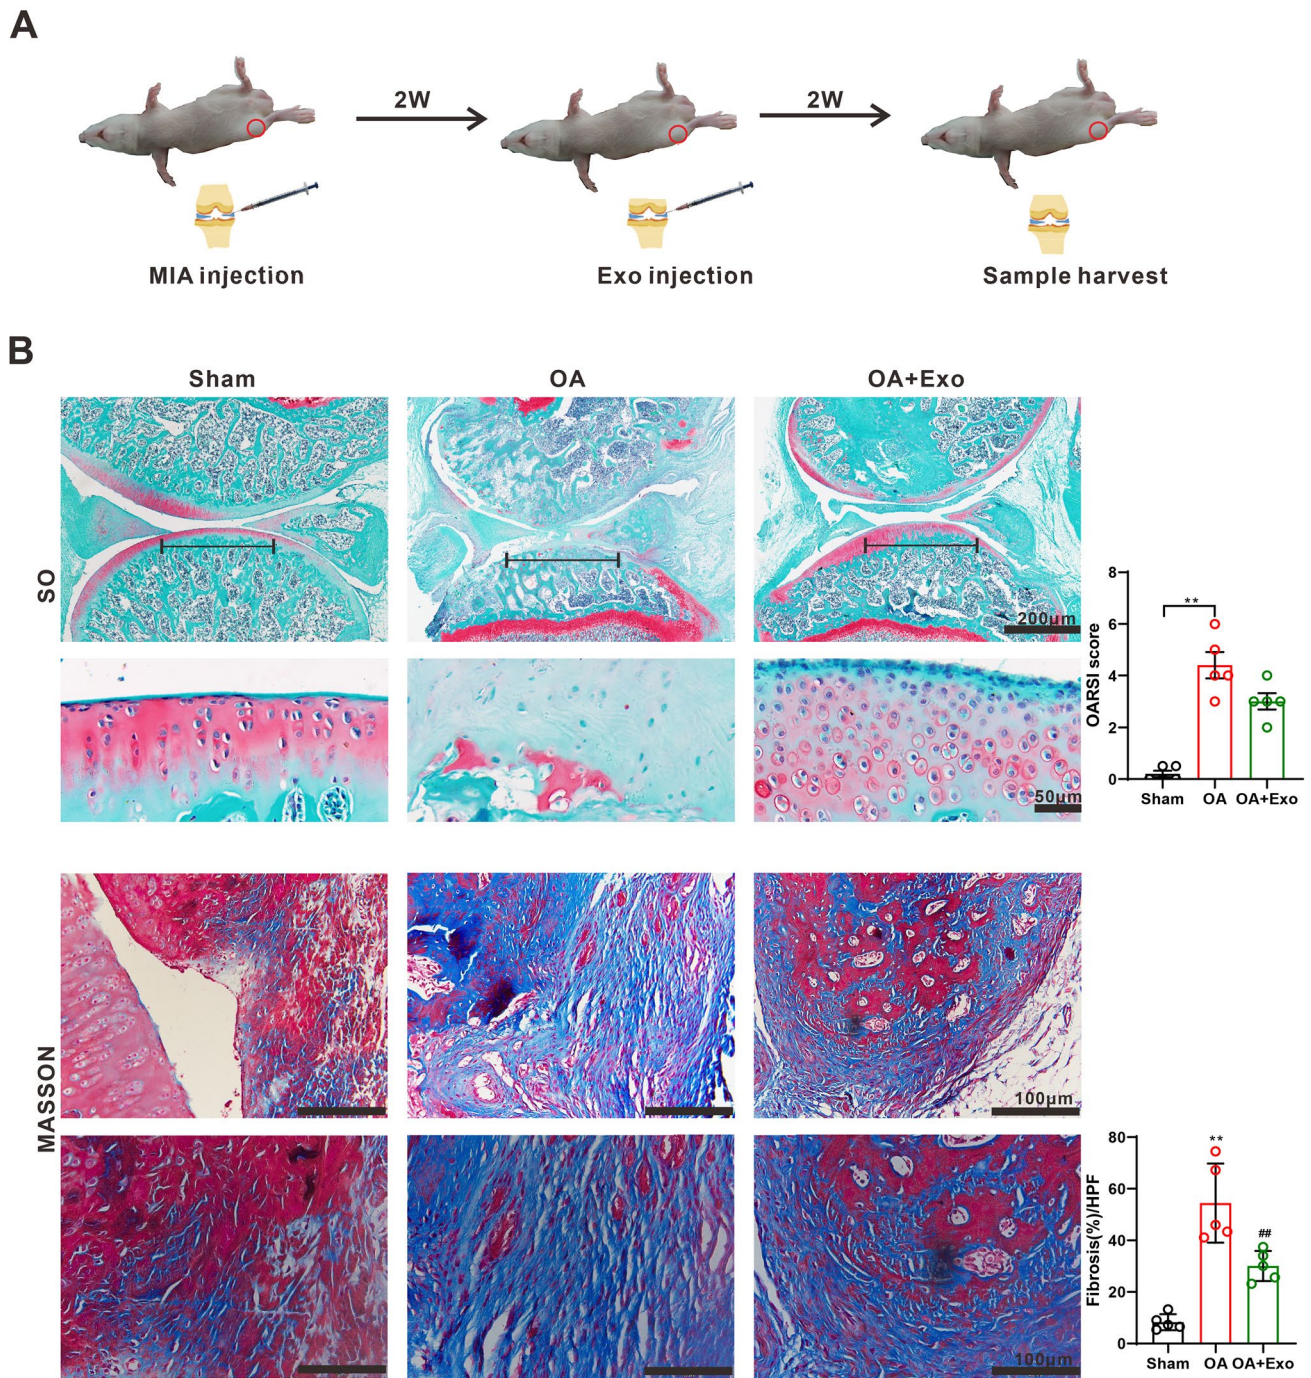 A
2W
2W
MIA injection
Exo injection
Sample harvest
B
Sham
OA
OA+Exo
SO
200μm
50μm
8
6
4
2
0
OARSI score
**
Sham
OA
OA+Exo
MASSON
100μm
100μm
80
60
40
20
0
Fibrosis(%)/HPF
**
##
Sham
OA
OA+Exo